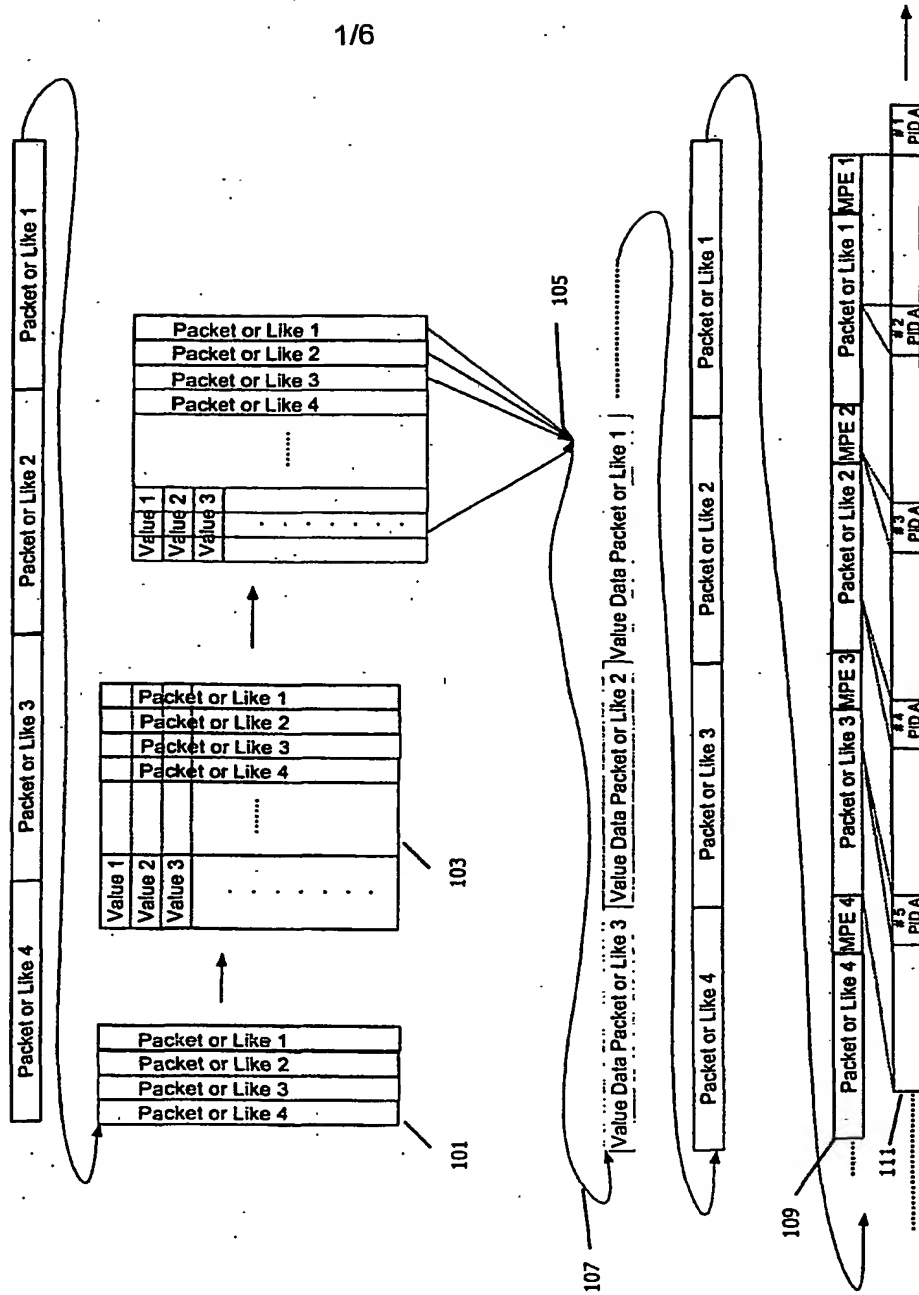 1/6
Packet or Like 4 Packet or Like 3 Packet or Like 2 Packet or Like 1
Packet or Like 1
Packet or Like 2
Packet or Like 3
Packet or Like 4
101
Value 1
Value 2
Value 3
.......
Packet or Like 1
Packet or Like 2
Packet or Like 3
Packet or Like 4
.......
103
Value 1
Value 2
Value 3
.......
Packet or Like 1
Packet or Like 2
Packet or Like 3
Packet or Like 4
.......
105
107
Value Data Packet or Like 3 Value Data Packet or Like 2 Value Data Packet or Like 1
Packet or Like 4 Packet or Like 3 Packet or Like 2 Packet or Like 1
109
Packet or Like 4 MPE 4 Packet or Like 3 MPE 3 Packet or Like 2 MPE 2 Packet or Like 1 MPE 1
111
#5 #4 #3 #2 #1
PID A PID A PID A PID A PID A